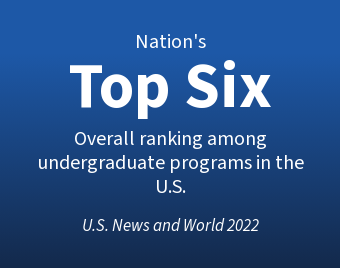 Nation's
Top Six
Overall ranking among
undergraduate programs in the
U.S.
U.S. News and World 2022